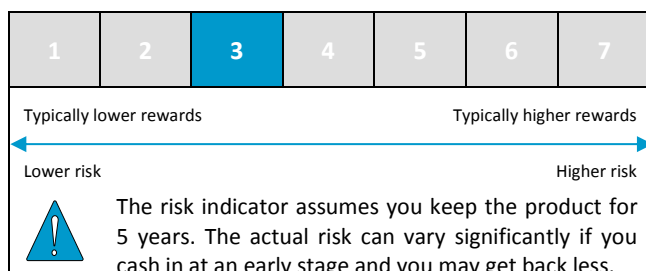 1 2 3 4 5 6 7
Typically lower rewards Typically higher rewards
Lower risk Higher risk
The risk indicator assumes you keep the product for
5 years. The actual risk can vary significantly if you
cash in at an early stage and you may get back less.